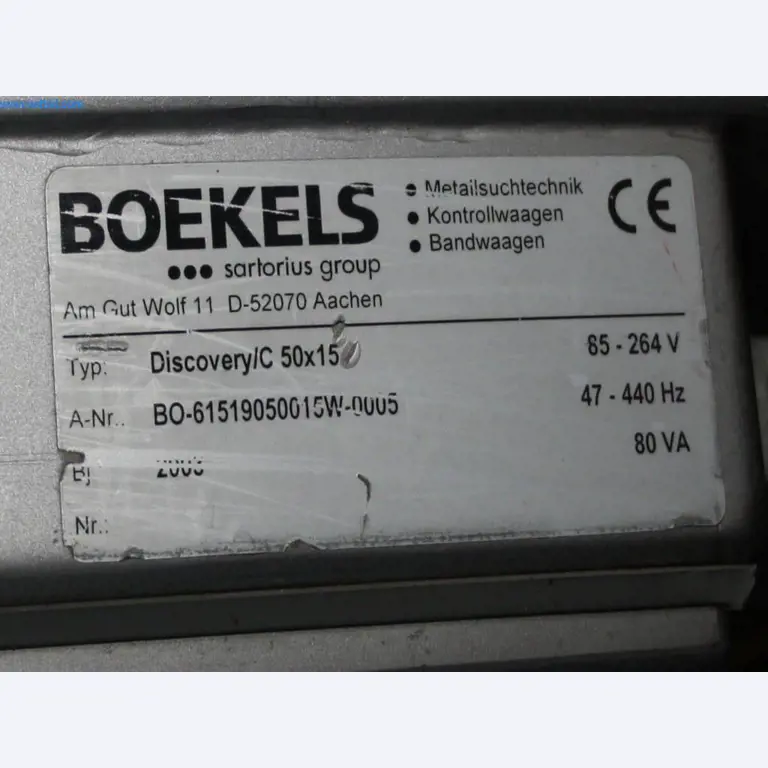 BOEKELS
sartorius group
Am Gut Wolf 11 D-52070 Aachen
• Metallsuchtechnik
• Kontrollwaagen
• Bandwaagen
CE
Typ: Discovery/C 50x15
85 - 264 V
A-Nr.: BO-61519050015W-0005
47 - 440 Hz
80 VA
Bj
Nr.: